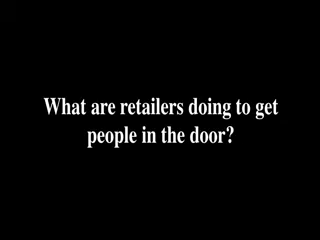 What are retailers doing to get
people in the door?